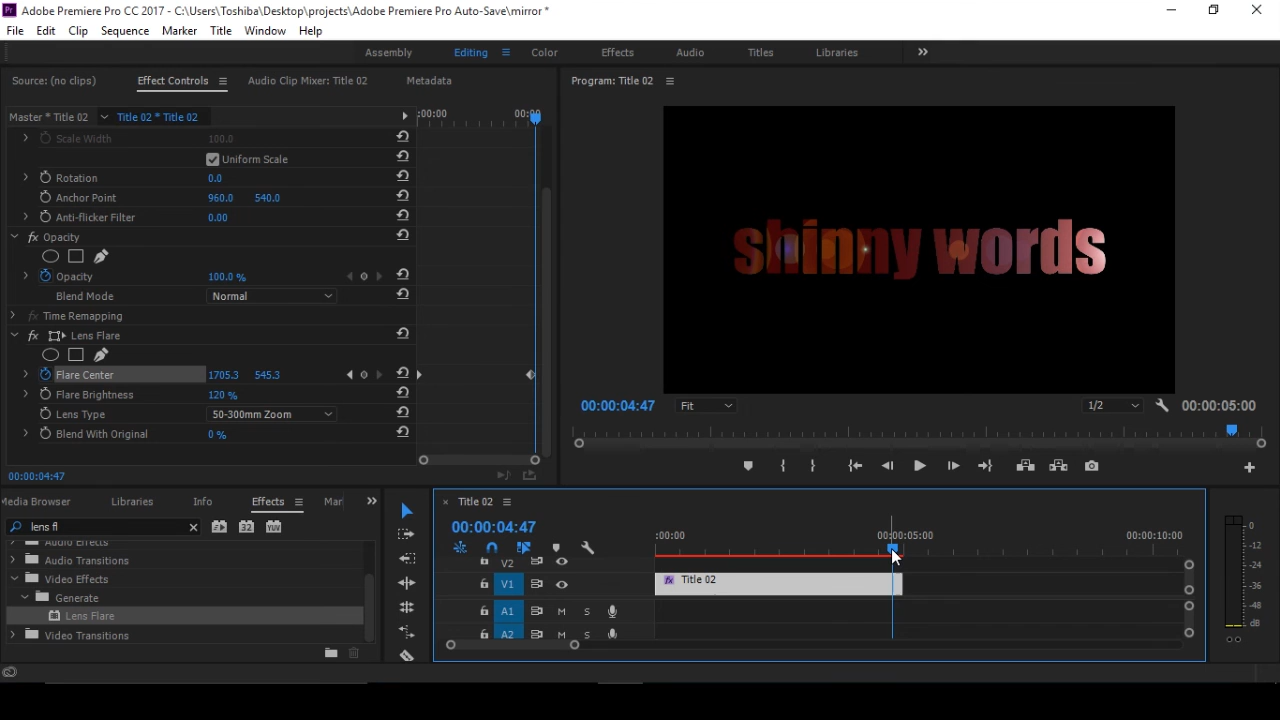 Adobe Premiere Pro CC 2017 - C:\Users\Toshiba\Desktop\projects\Adobe Premiere Pro Auto-Save\mirror *
File Edit Clip Sequence Marker Title Window Help
Assembly Editing Color Effects Audio Titles Libraries
Source: (no clips) Effect Controls Audio Clip Mixer: Title 02 Metadata
Master * Title 02 Title 02 * Title 02
:00:00 00:00
Scale Width 100.0
Uniform Scale
Rotation 0.0
Anchor Point 960.0 540.0
Anti-flicker Filter 0.00
fx Opacity
Opacity 100.0 %
Blend Mode Normal
fx Time Remapping
fx Lens Flare
Flare Center 1705.3 545.3
Flare Brightness 120 %
Lens Type 50-300mm Zoom
Blend With Original 0 %
00:00:04:47
Program: Title 02
shinny words
00:00:04:47 Fit 1/2 00:00:05:00
Media Browser Libraries Info Effects Mar
lens fl
Audio Effects
Audio Transitions
Video Effects
Generate
Lens Flare
Video Transitions
× Title 02
00:00:04:47
:00:00 00:00:05:00 00:00:10:00
V2
V1 fx Title 02
A1 M S
A2 M S
0
-12
-24
-36
-48
dB